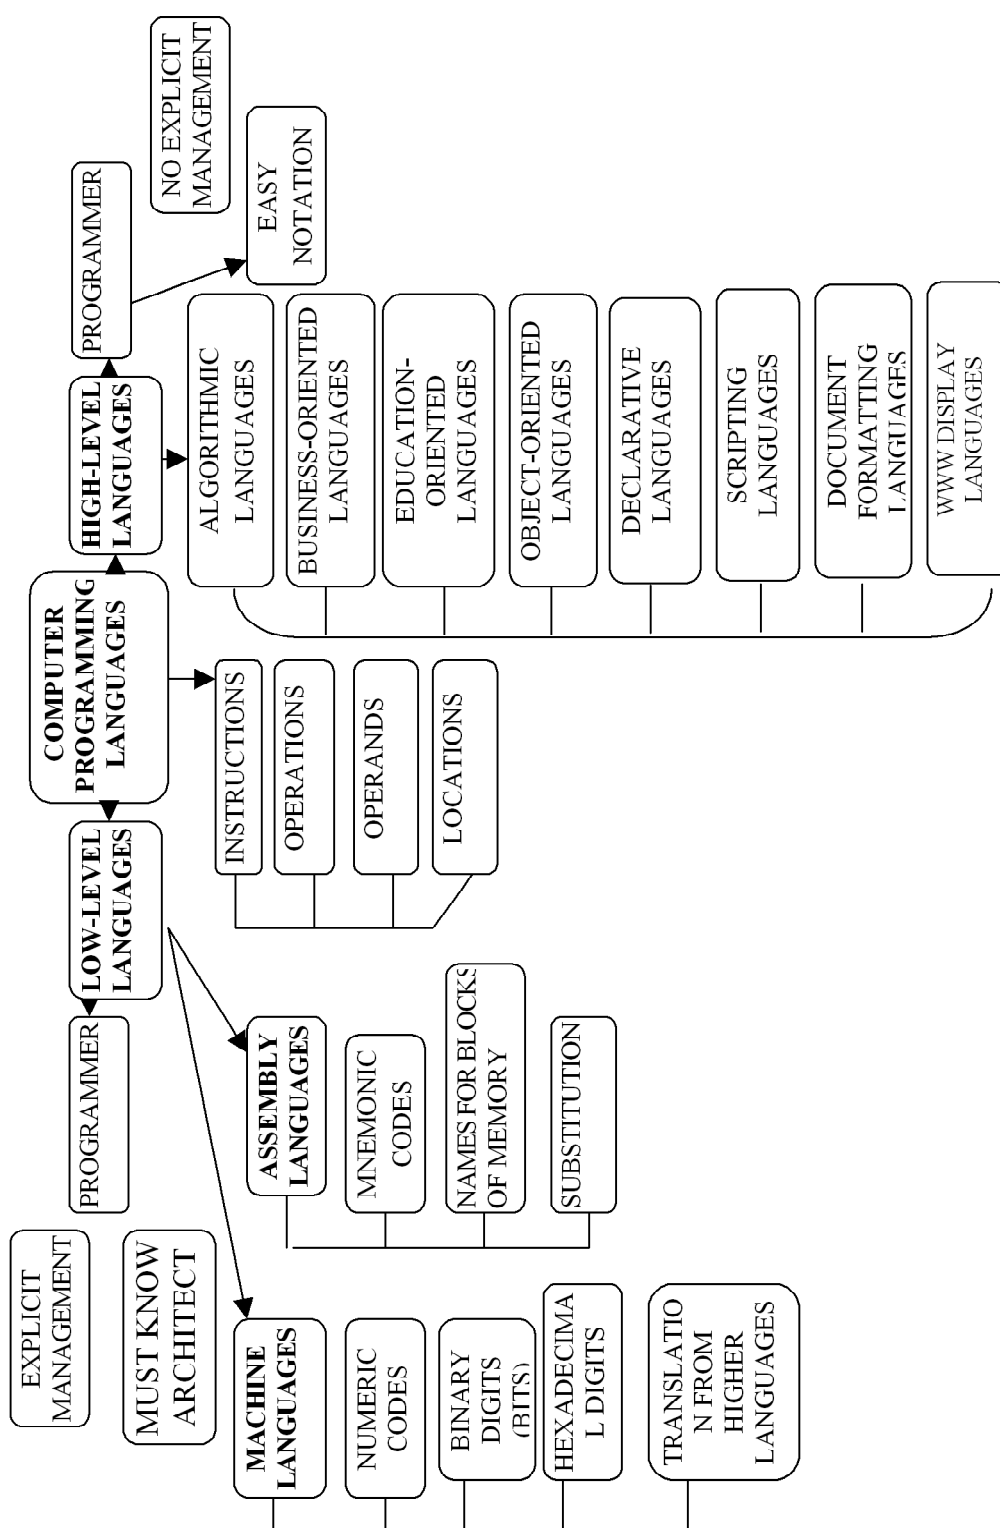 COMPUTER
PROGRAMMING
LANGUAGES
LOW-LEVEL
LANGUAGES
HIGH-LEVEL
LANGUAGES
EXPLICIT
MANAGEMENT
PROGRAMMER
PROGRAMMER
MUST KNOW
ARCHITECT
NO EXPLICIT
MANAGEMENT
EASY
NOTATION
MACHINE
LANGUAGES
NUMERIC
CODES
BINARY
DIGITS
(BITS)
HEXADECIMA
L DIGITS
TRANSLATIO
N FROM
HIGHER
LANGUAGES
ASSEMBLY
LANGUAGES
MNEMONIC
CODES
NAMES FOR BLOCKS
OF MEMORY
SUBSTITUTION
INSTRUCTIONS
OPERATIONS
OPERANDS
LOCATIONS
ALGORITHMIC
LANGUAGES
BUSINESS-ORIENTED
LANGUAGES
EDUCATION-
ORIENTED
LANGUAGES
OBJECT-ORIENTED
LANGUAGES
DECLARATIVE
LANGUAGES
SCRIPTING
LANGUAGES
DOCUMENT
FORMATTING
LANGUAGES
WWW DISPLAY
LANGUAGES